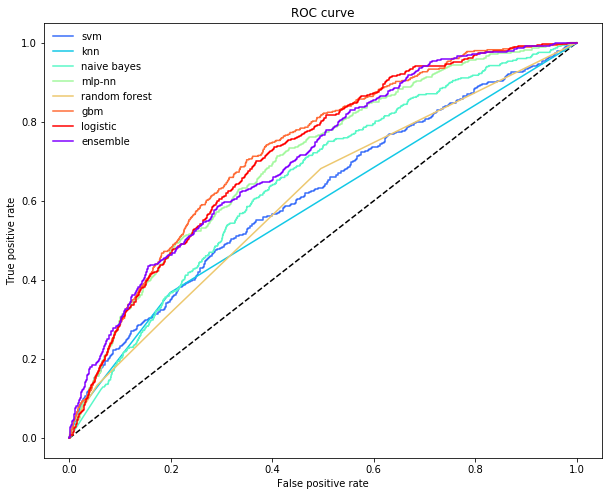 ROC curve
svm
knn
naive bayes
mlp-nn
random forest
gbm
logistic
ensemble
1.0
0.8
0.6
0.4
0.2
0.0
True positive rate
0.0 0.2 0.4 0.6 0.8 1.0
False positive rate